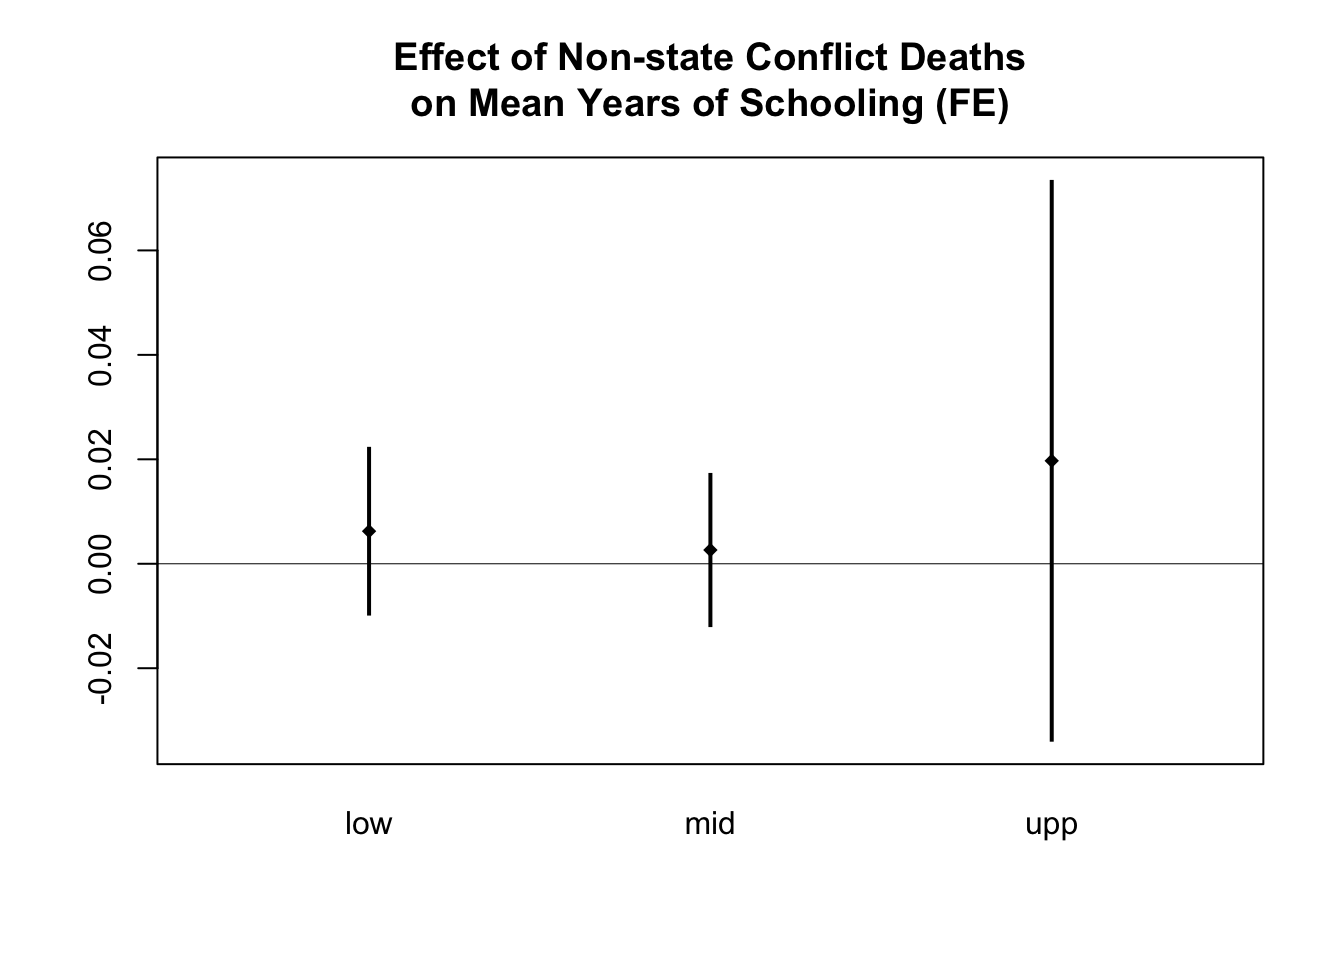 Effect of Non-state Conflict Deaths
on Mean Years of Schooling (FE)
0.06
0.04
0.02
0.00
-0.02
low mid upp